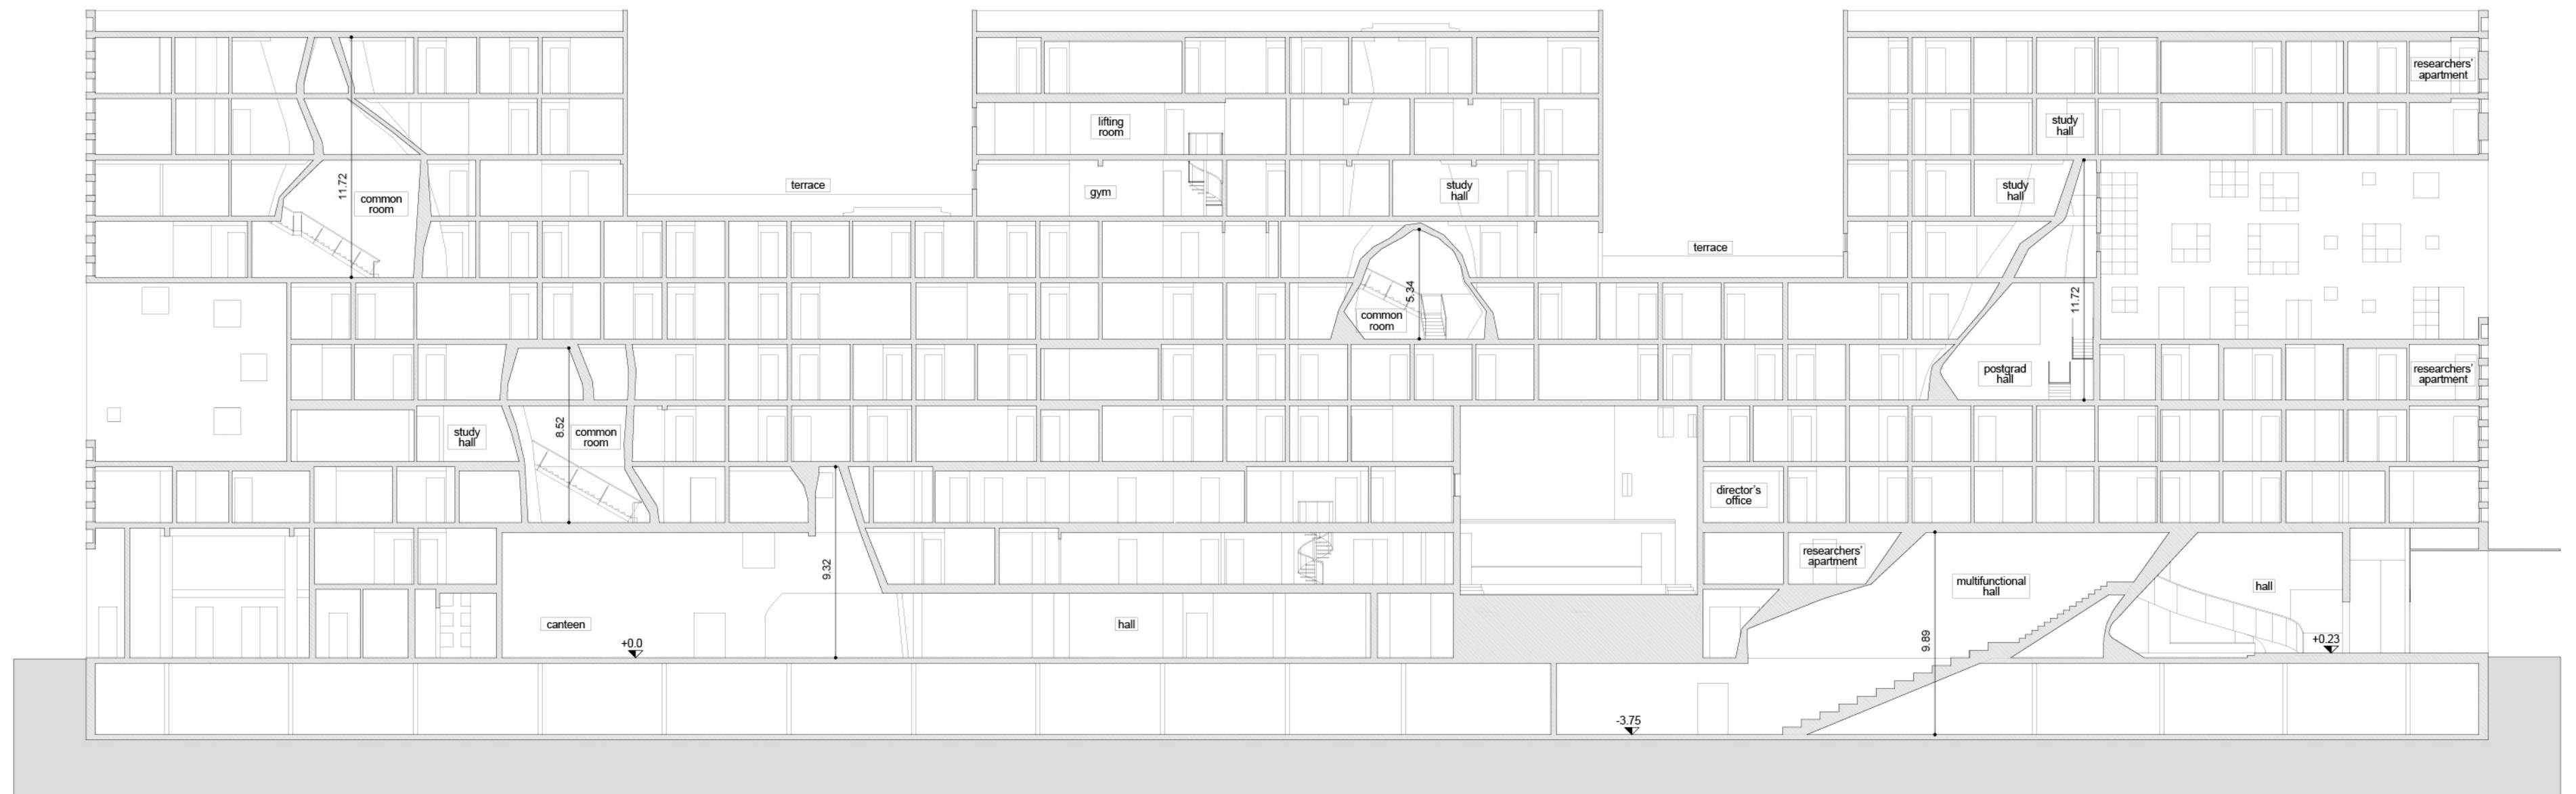 researchers'
apartment
lifting
room
study
hall
11.72
common
room
terrace
gym
study
hall
study
hall
terrace
5.34
common
room
11.72
postgrad
hall
researchers'
apartment
study
hall
8.52
common
room
director's
office
9.32
researchers'
apartment
multifunctional
hall
hall
canteen
hall
+0.0
9.89
+0.23
-3.75